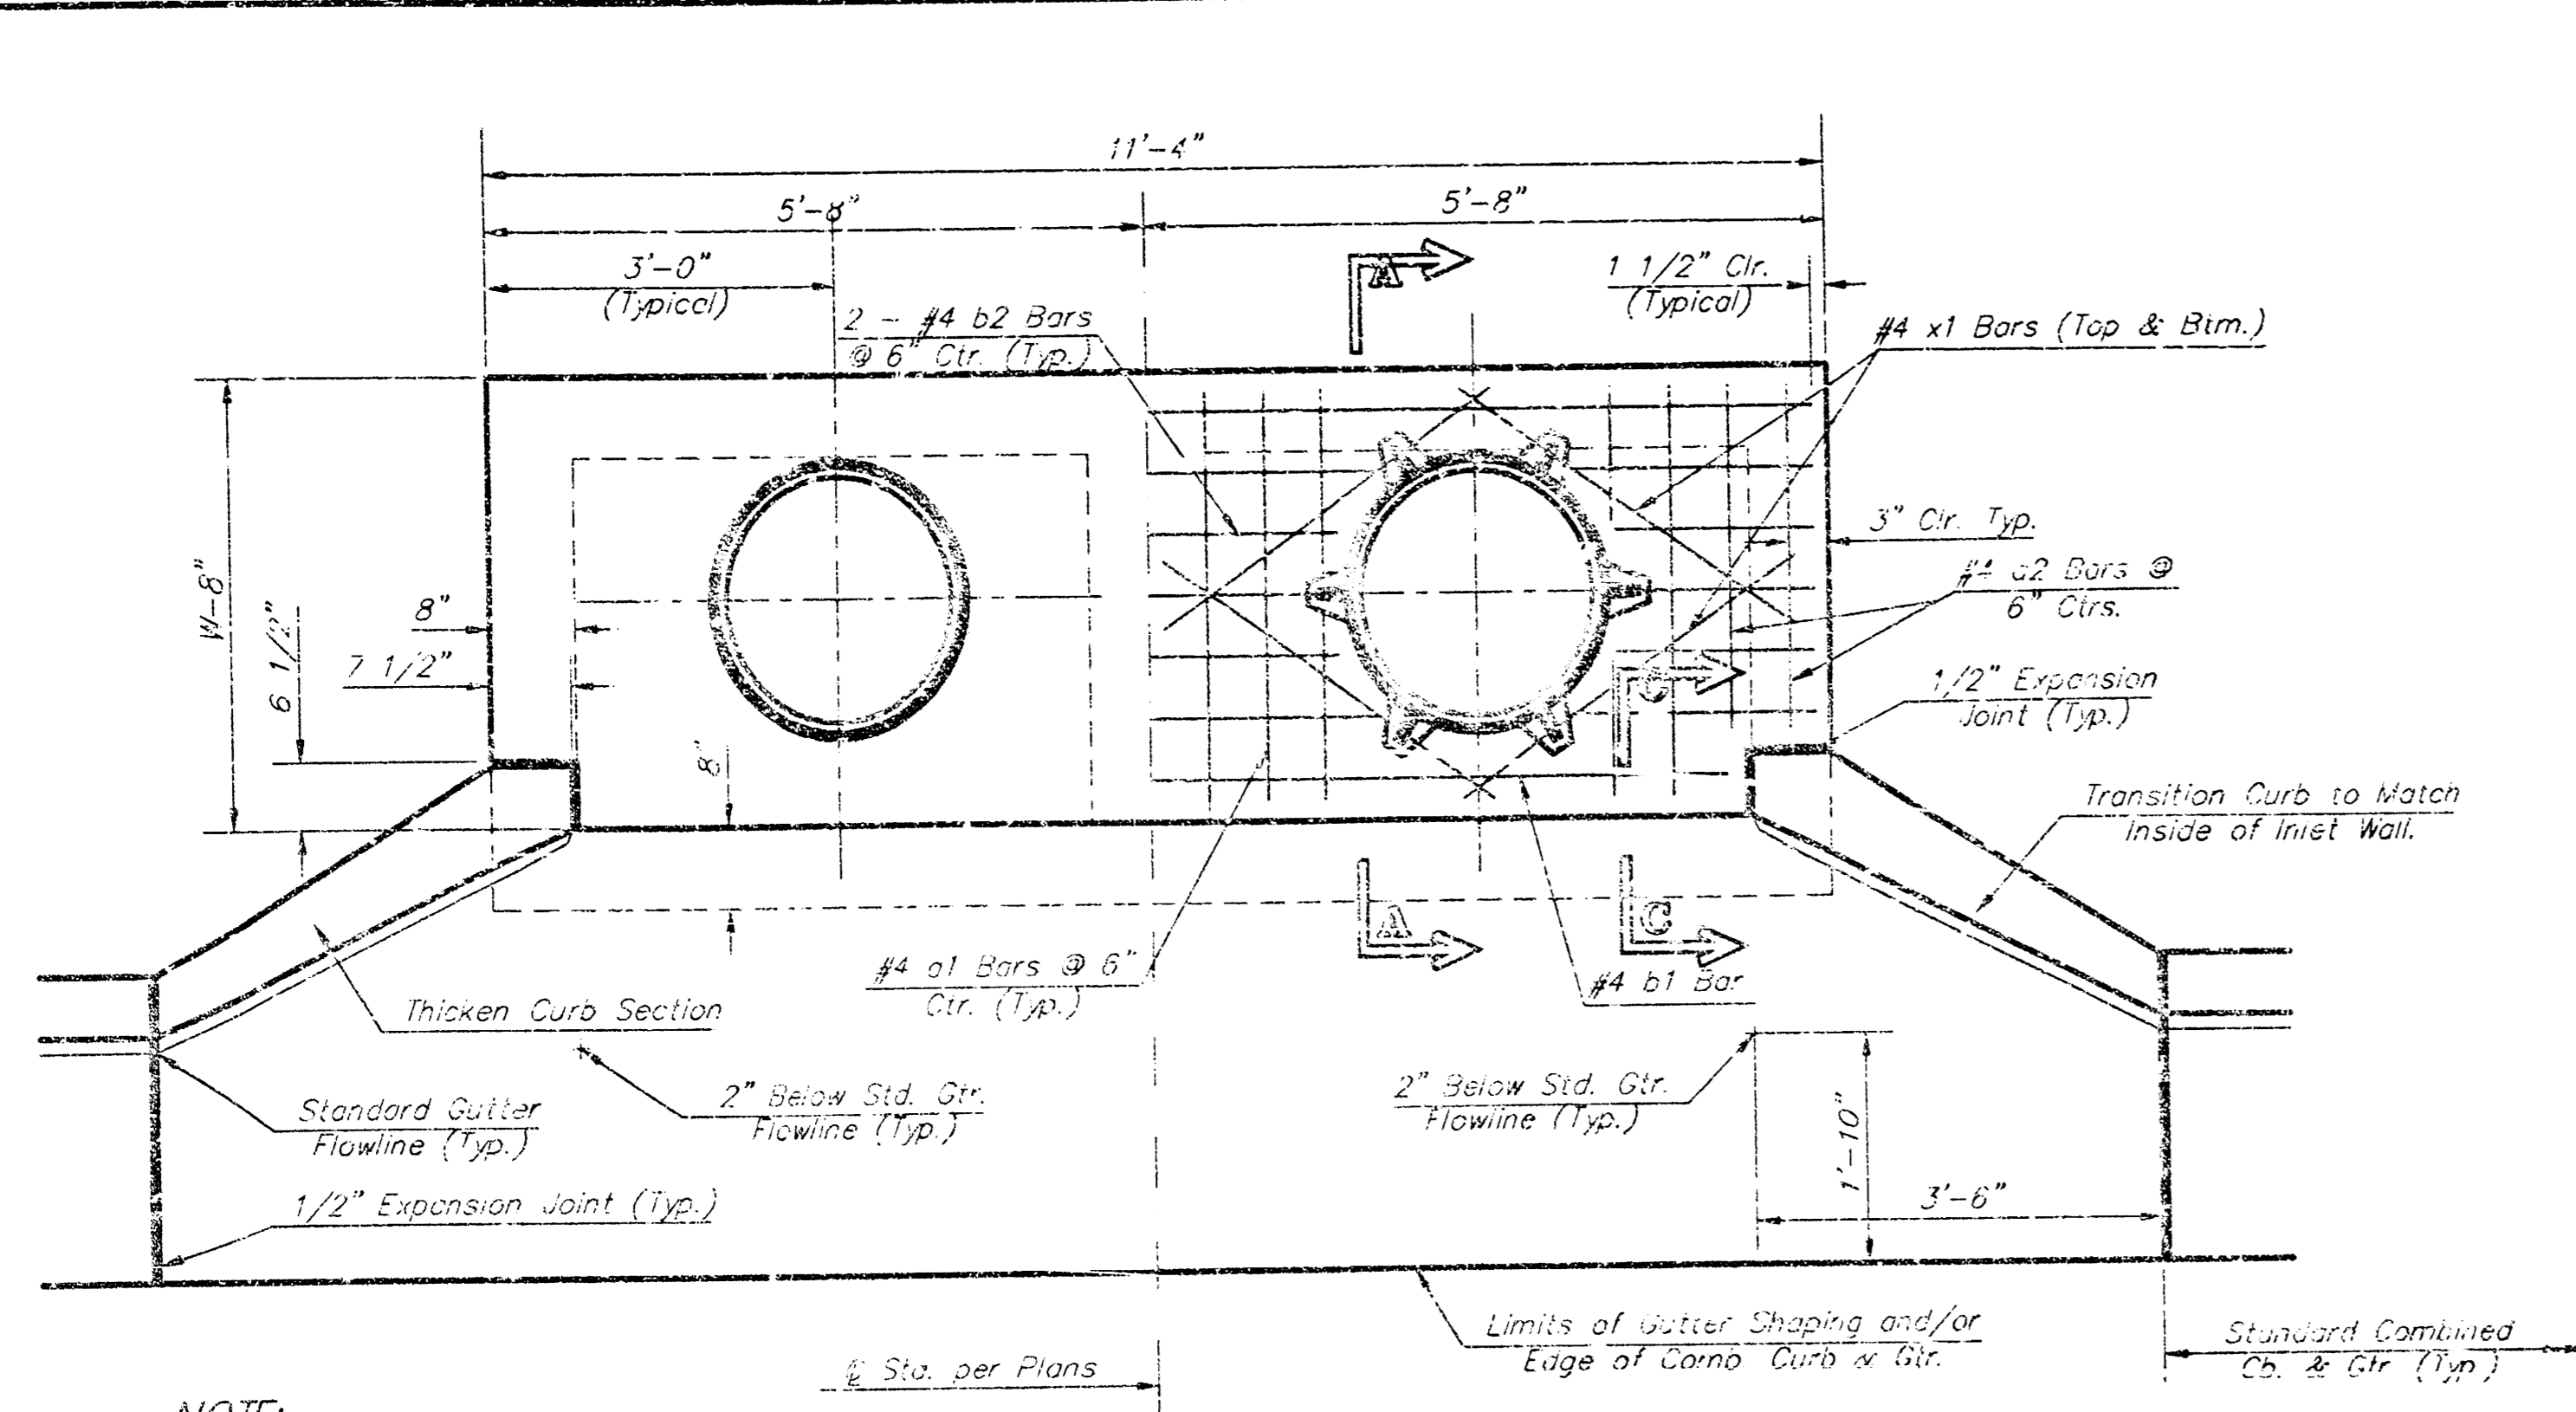 11'-4"
5'-8"
5'-8"
3'-0"
(Typical)
1 1/2" Clr.
(Typical)
A
2 - #4 b2 Bars
@ 6" Ctr. (Typ.)
#4 x1 Bars (Top & Btm.)
3" Clr. Typ.
#4 a2 Bars @
6" Ctrs.
W-8"
8"
6 1/2"
7 1/2"
1/2" Expansion
Joint (Typ.)
C
8"
Transition Curb to Match
Inside of Inlet Wall.
A
C
#4 a1 Bars @ 6"
Ctr. (Typ.)
#4 b1 Bar
Thicken Curb Section
2" Below Std. Gtr.
Flowline (Typ.)
2" Below Std. Gtr.
Flowline (Typ.)
Standard Gutter
Flowline (Typ.)
1'-10"
3'-6"
1/2" Expansion Joint (Typ.)
Limits of Gutter Shaping and/or
Edge of Comb. Curb & Gtr.
Standard Combined
Cb. & Gtr (Typ.)
℄ Sta. per Plans
NOTE: